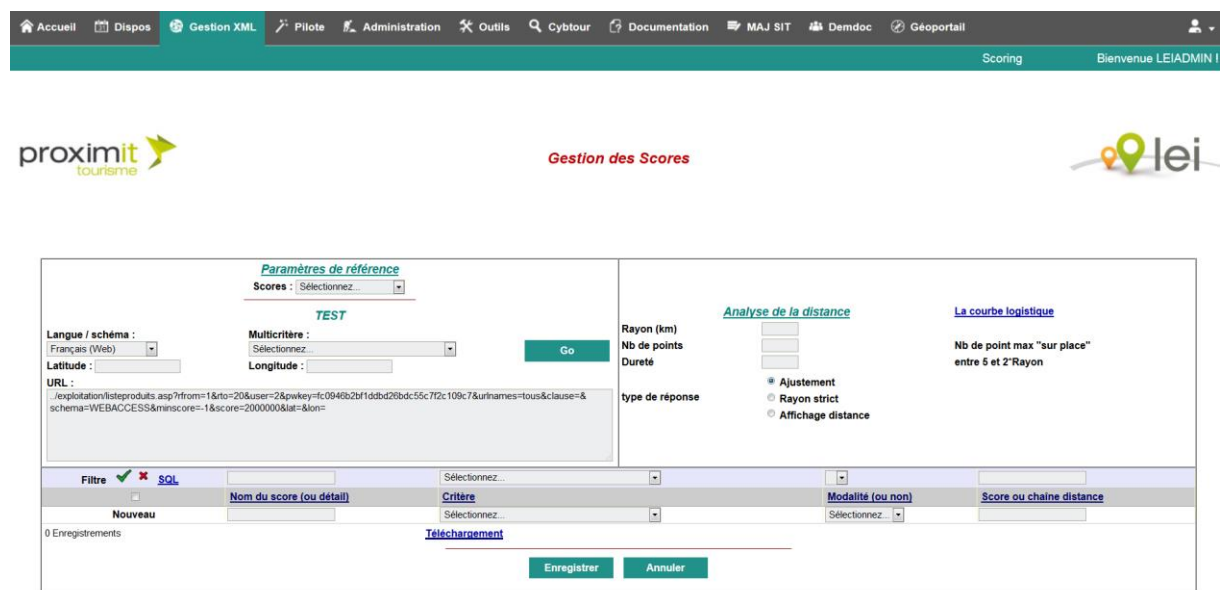 Accueil Dispos Gestion XML Pilote Administration Outils Cybtour Documentation MAJ SIT Demdoc Géoportail
Scoring Bienvenue LEIADMIN !
proximit tourisme
Gestion des Scores
lei
Paramètres de référence
Scores : Sélectionnez...
TEST
Langue / schéma : Multicritère :
Français (Web) Sélectionnez... Go
Latitude : Longitude :
URL :
../exploitation/listeproduits.asp?rfrom=1&rto=20&user=2&pwkey=fc0946b2bf1ddbd26bdc55c7f2c109c7&urlnames=tous&clause=&
schema=WEBACCESS&minscore=-1&score=2000000&lat=&lon=
Analyse de la distance La courbe logistique
Rayon (km)
Nb de points Nb de point max "sur place"
Dureté entre 5 et 2*Rayon
type de réponse
Ajustement
Rayon strict
Affichage distance
Filtre SQL Sélectionnez...
Nom du score (ou détail) Critère Modalité (ou non) Score ou chaîne distance
Nouveau Sélectionnez... Sélectionnez...
0 Enregistrements Téléchargement
Enregistrer Annuler